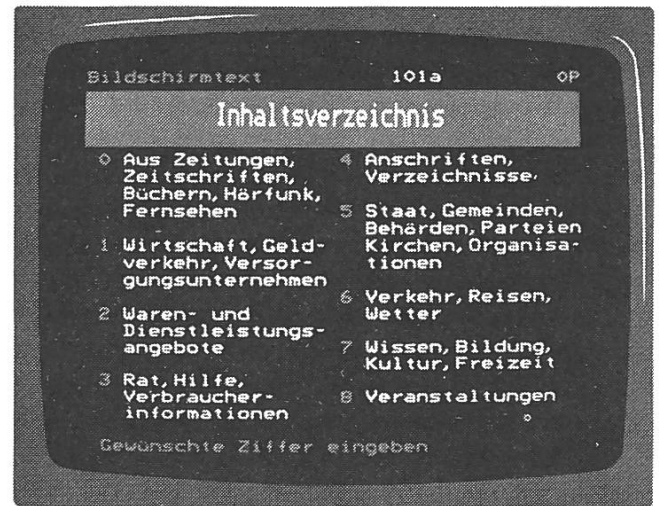 Bildschirmtext 101a 0P
Inhaltsverzeichnis
0 Aus Zeitungen,
Zeitschriften,
Büchern, Hörfunk,
Fernsehen
1 Wirtschaft, Geld-
verkehr, Versor-
gungsunternehmen
2 Waren- und
Dienstleistungs-
angebote
3 Rat, Hilfe,
Verbraucher-
informationen
4 Anschriften,
Verzeichnisse
5 Staat, Gemeinden,
Behörden, Parteien
Kirchen, Organisa-
tionen
6 Verkehr, Reisen,
Wetter
7 Wissen, Bildung,
Kultur, Freizeit
8 Veranstaltungen
Gewünschte Ziffer eingeben